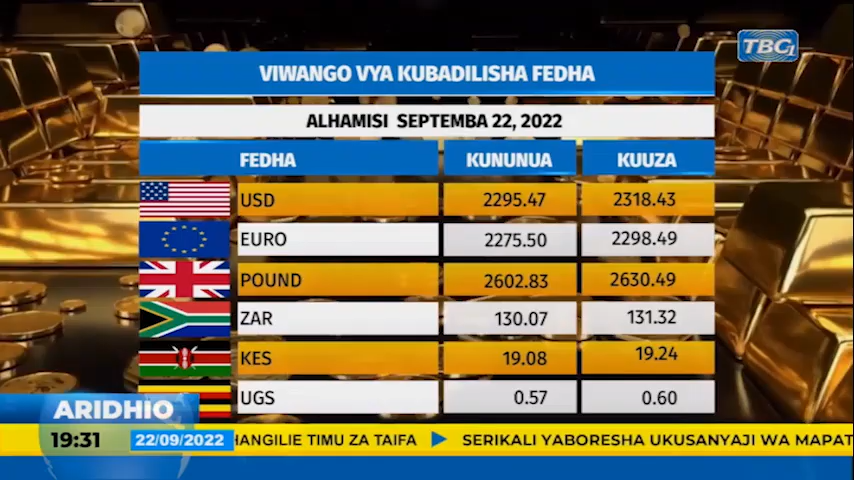 TBC1
VIWANGO VYA KUBADILISHA FEDHA
ALHAMISI SEPTEMBA 22, 2022
FEDHA KUNUNUA KUUZA
USD 2295.47 2318.43
EURO 2275.50 2298.49
POUND 2602.83 2630.49
ZAR 130.07 131.32
KES 19.08 19.24
UGS 0.57 0.60
ARIDHIO
19:31 22/09/2022 HANGILIE TIMU ZA TAIFA SERIKALI YABORESHA UKUSANYAJI WA MAPAT